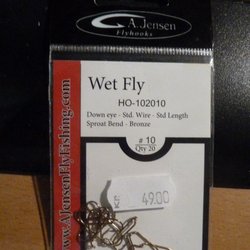 A. Jensen
Flyhooks
Wet Fly
HO-102010
Down eye - Std. Wire - Std Length
Sproat Bend - Bronze
# 10
Qty 20
www.AJensenFlyFishing.com
49.00